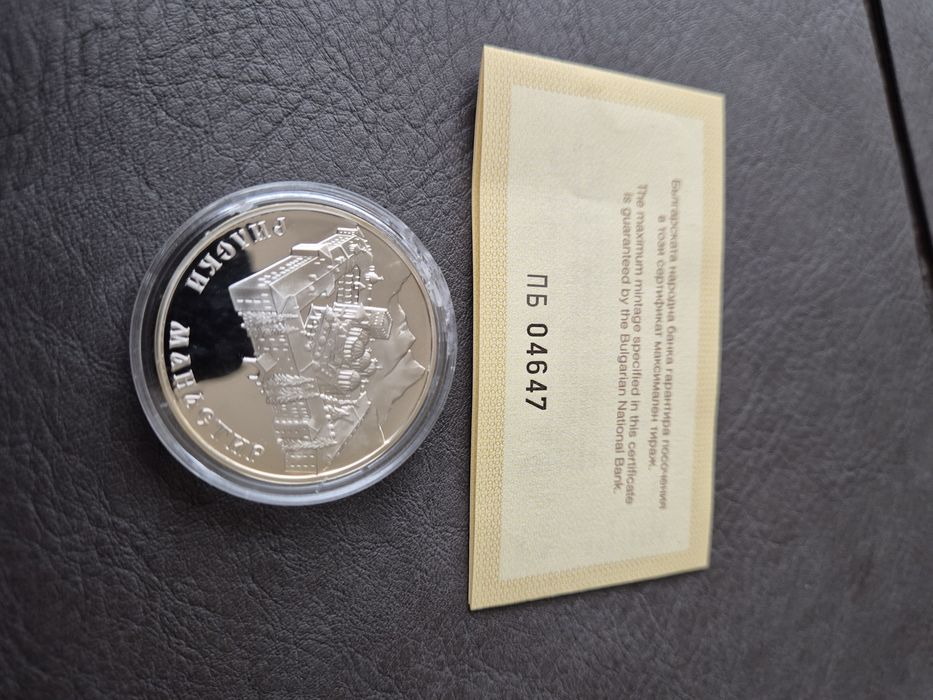 РИЛСКИ
МАНАСТИР
Българската народна банка гарантира посочения
в този сертификат максимален тираж.
The maximum mintage specified in this certificate
is guaranteed by the Bulgarian National Bank.
ПБ 04647